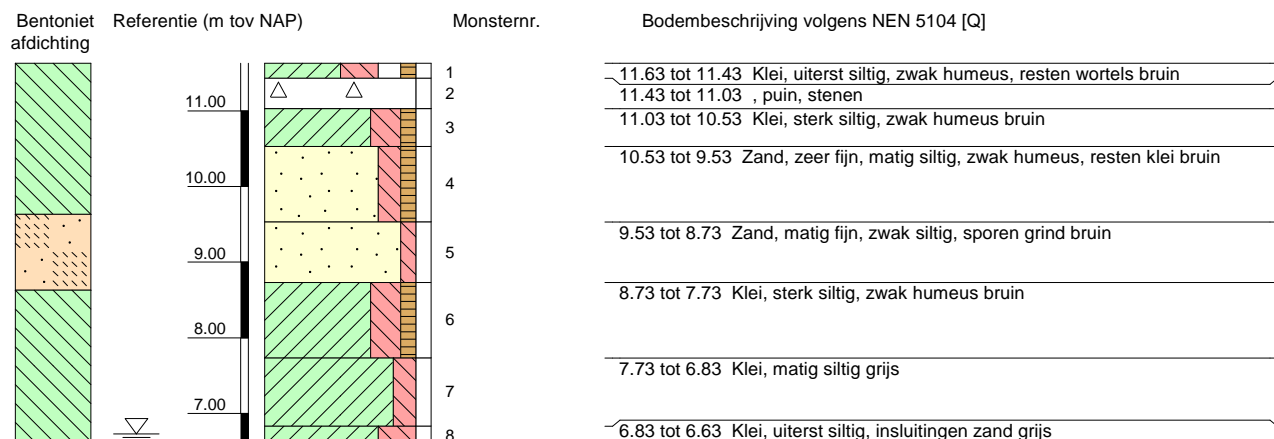 Bentoniet Referentie (m tov NAP) Monsternr. Bodembeschrijving volgens NEN 5104 [Q]
afdichting
1 11.63 tot 11.43 Klei, uiterst siltig, zwak humeus, resten wortels bruin
2 11.43 tot 11.03 , puin, stenen
11.00
3 11.03 tot 10.53 Klei, sterk siltig, zwak humeus bruin
10.53 tot 9.53 Zand, zeer fijn, matig siltig, zwak humeus, resten klei bruin
10.00 4
9.53 tot 8.73 Zand, matig fijn, zwak siltig, sporen grind bruin
9.00 5
8.73 tot 7.73 Klei, sterk siltig, zwak humeus bruin
6
8.00
7.73 tot 6.83 Klei, matig siltig grijs
7
7.00
8 6.83 tot 6.63 Klei, uiterst siltig, insluitingen zand grijs